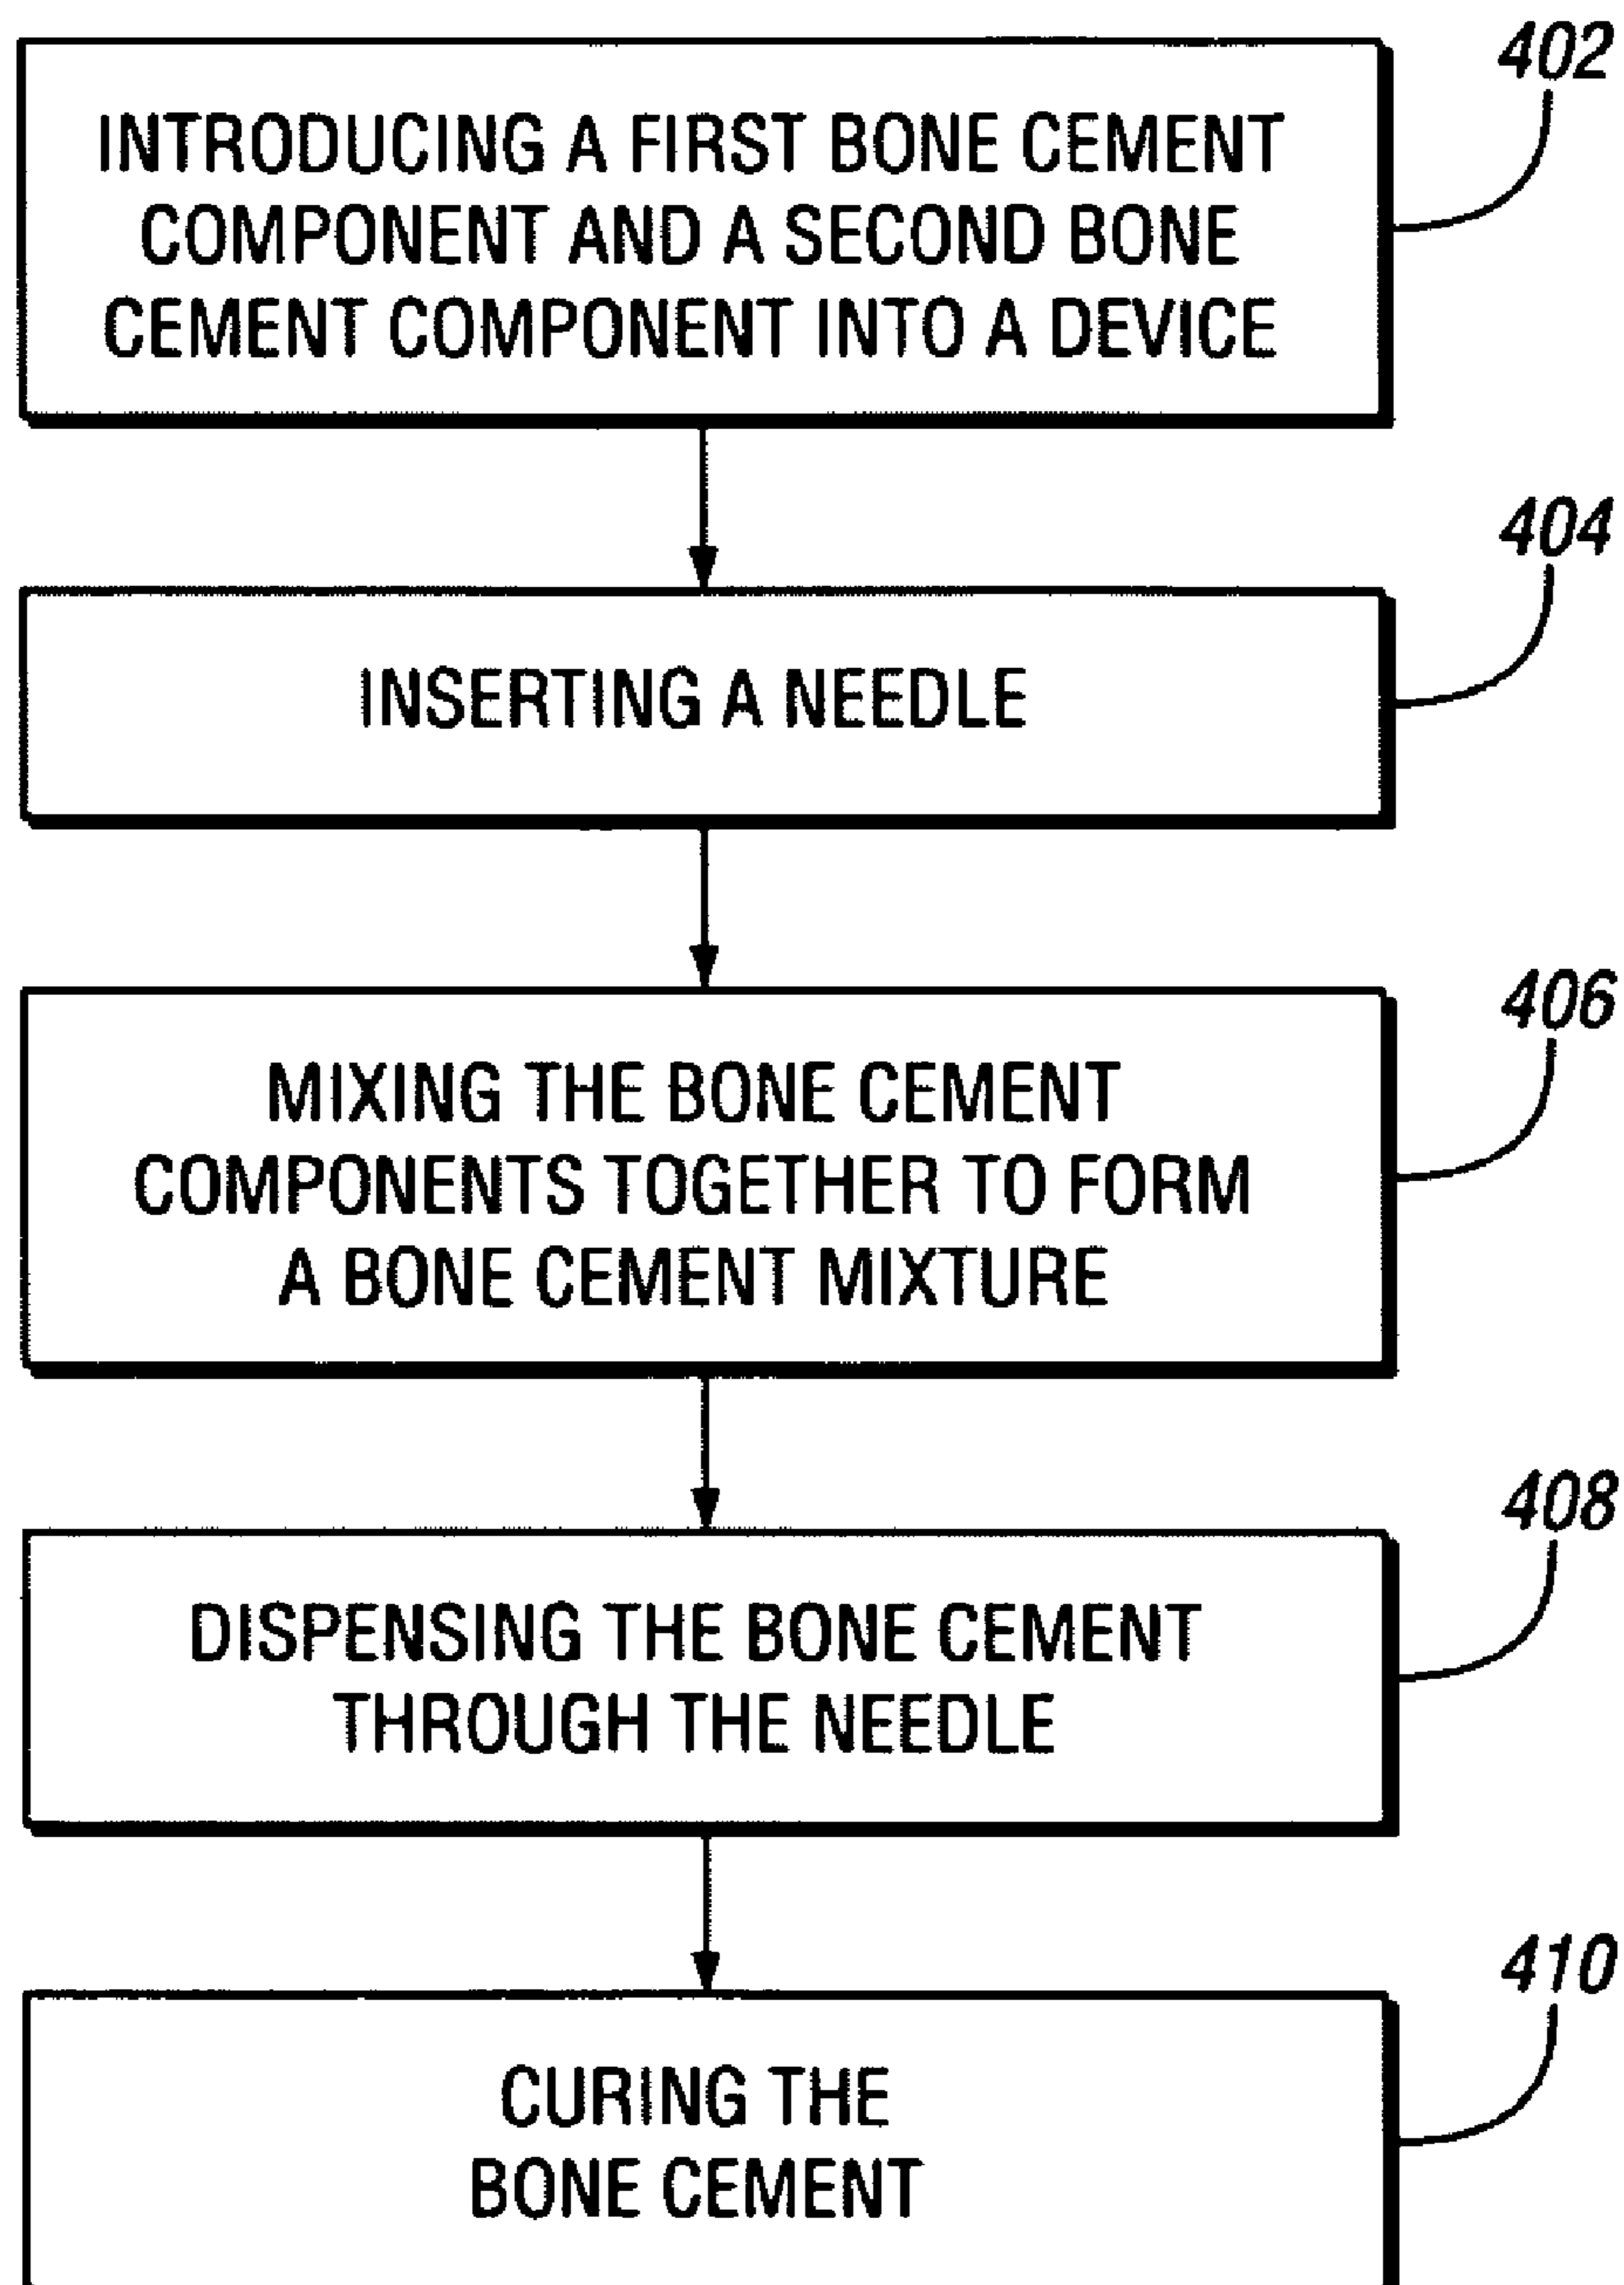 402
INTRODUCING A FIRST BONE CEMENT
COMPONENT AND A SECOND BONE
CEMENT COMPONENT INTO A DEVICE
404
INSERTING A NEEDLE
406
MIXING THE BONE CEMENT
COMPONENTS TOGETHER TO FORM
A BONE CEMENT MIXTURE
408
DISPENSING THE BONE CEMENT
THROUGH THE NEEDLE
410
CURING THE
BONE CEMENT